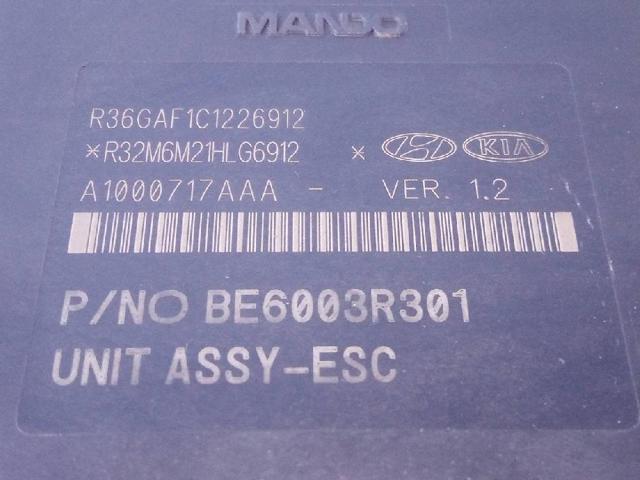 MANDO
R36GAF1C1226912
*R32M6M21HLG6912 * KIA
A1000717AAA - VER. 1.2
P/NO BE6003R301
UNIT ASSY-ESC